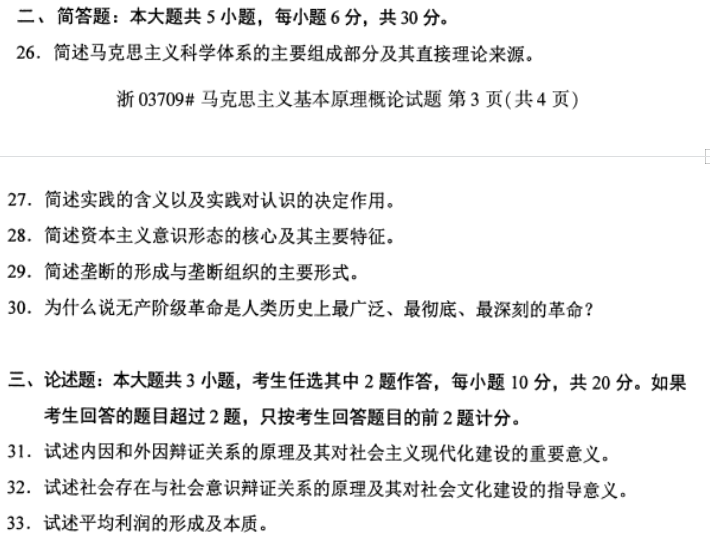 二、简答题：本大题共 5 小题，每小题 6 分，共 30 分。
26．简述马克思主义科学体系的主要组成部分及其直接理论来源。
浙 03709# 马克思主义基本原理概论试题 第 3 页(共 4 页)
27．简述实践的含义以及实践对认识的决定作用。
28．简述资本主义意识形态的核心及其主要特征。
29．简述垄断的形成与垄断组织的主要形式。
30．为什么说无产阶级革命是人类历史上最广泛、最彻底、最深刻的革命？
三、论述题：本大题共 3 小题，考生任选其中 2 题作答，每小题 10 分，共 20 分。如果
考生回答的题目超过 2 题，只按考生回答题目的前 2 题计分。
31．试述内因和外因辩证关系的原理及其对社会主义现代化建设的重要意义。
32．试述社会存在与社会意识辩证关系的原理及其对社会文化建设的指导意义。
33．试述平均利润的形成及本质。